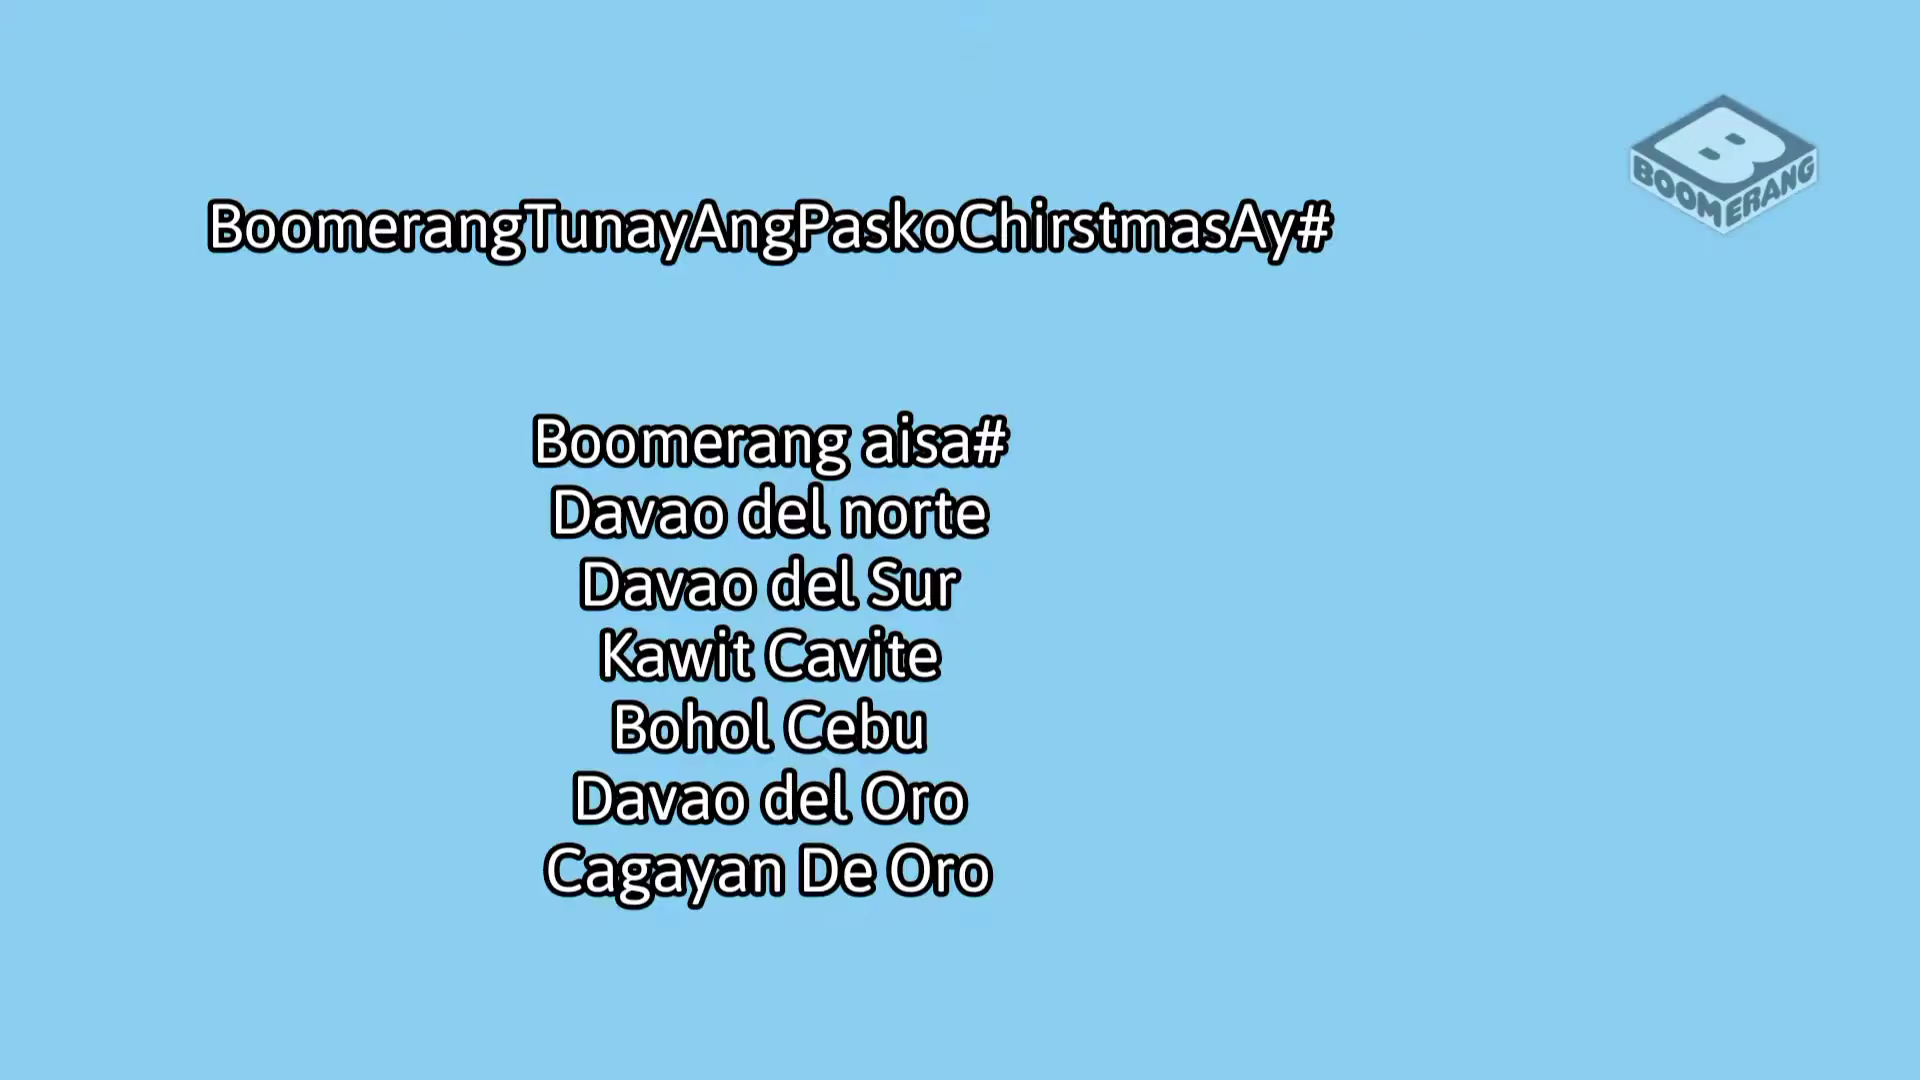 B
BOOMERANG
BoomerangTunayAngPaskoChirstmasAy#
Boomerang aisa#
Davao del norte
Davao del Sur
Kawit Cavite
Bohol Cebu
Davao del Oro
Cagayan De Oro